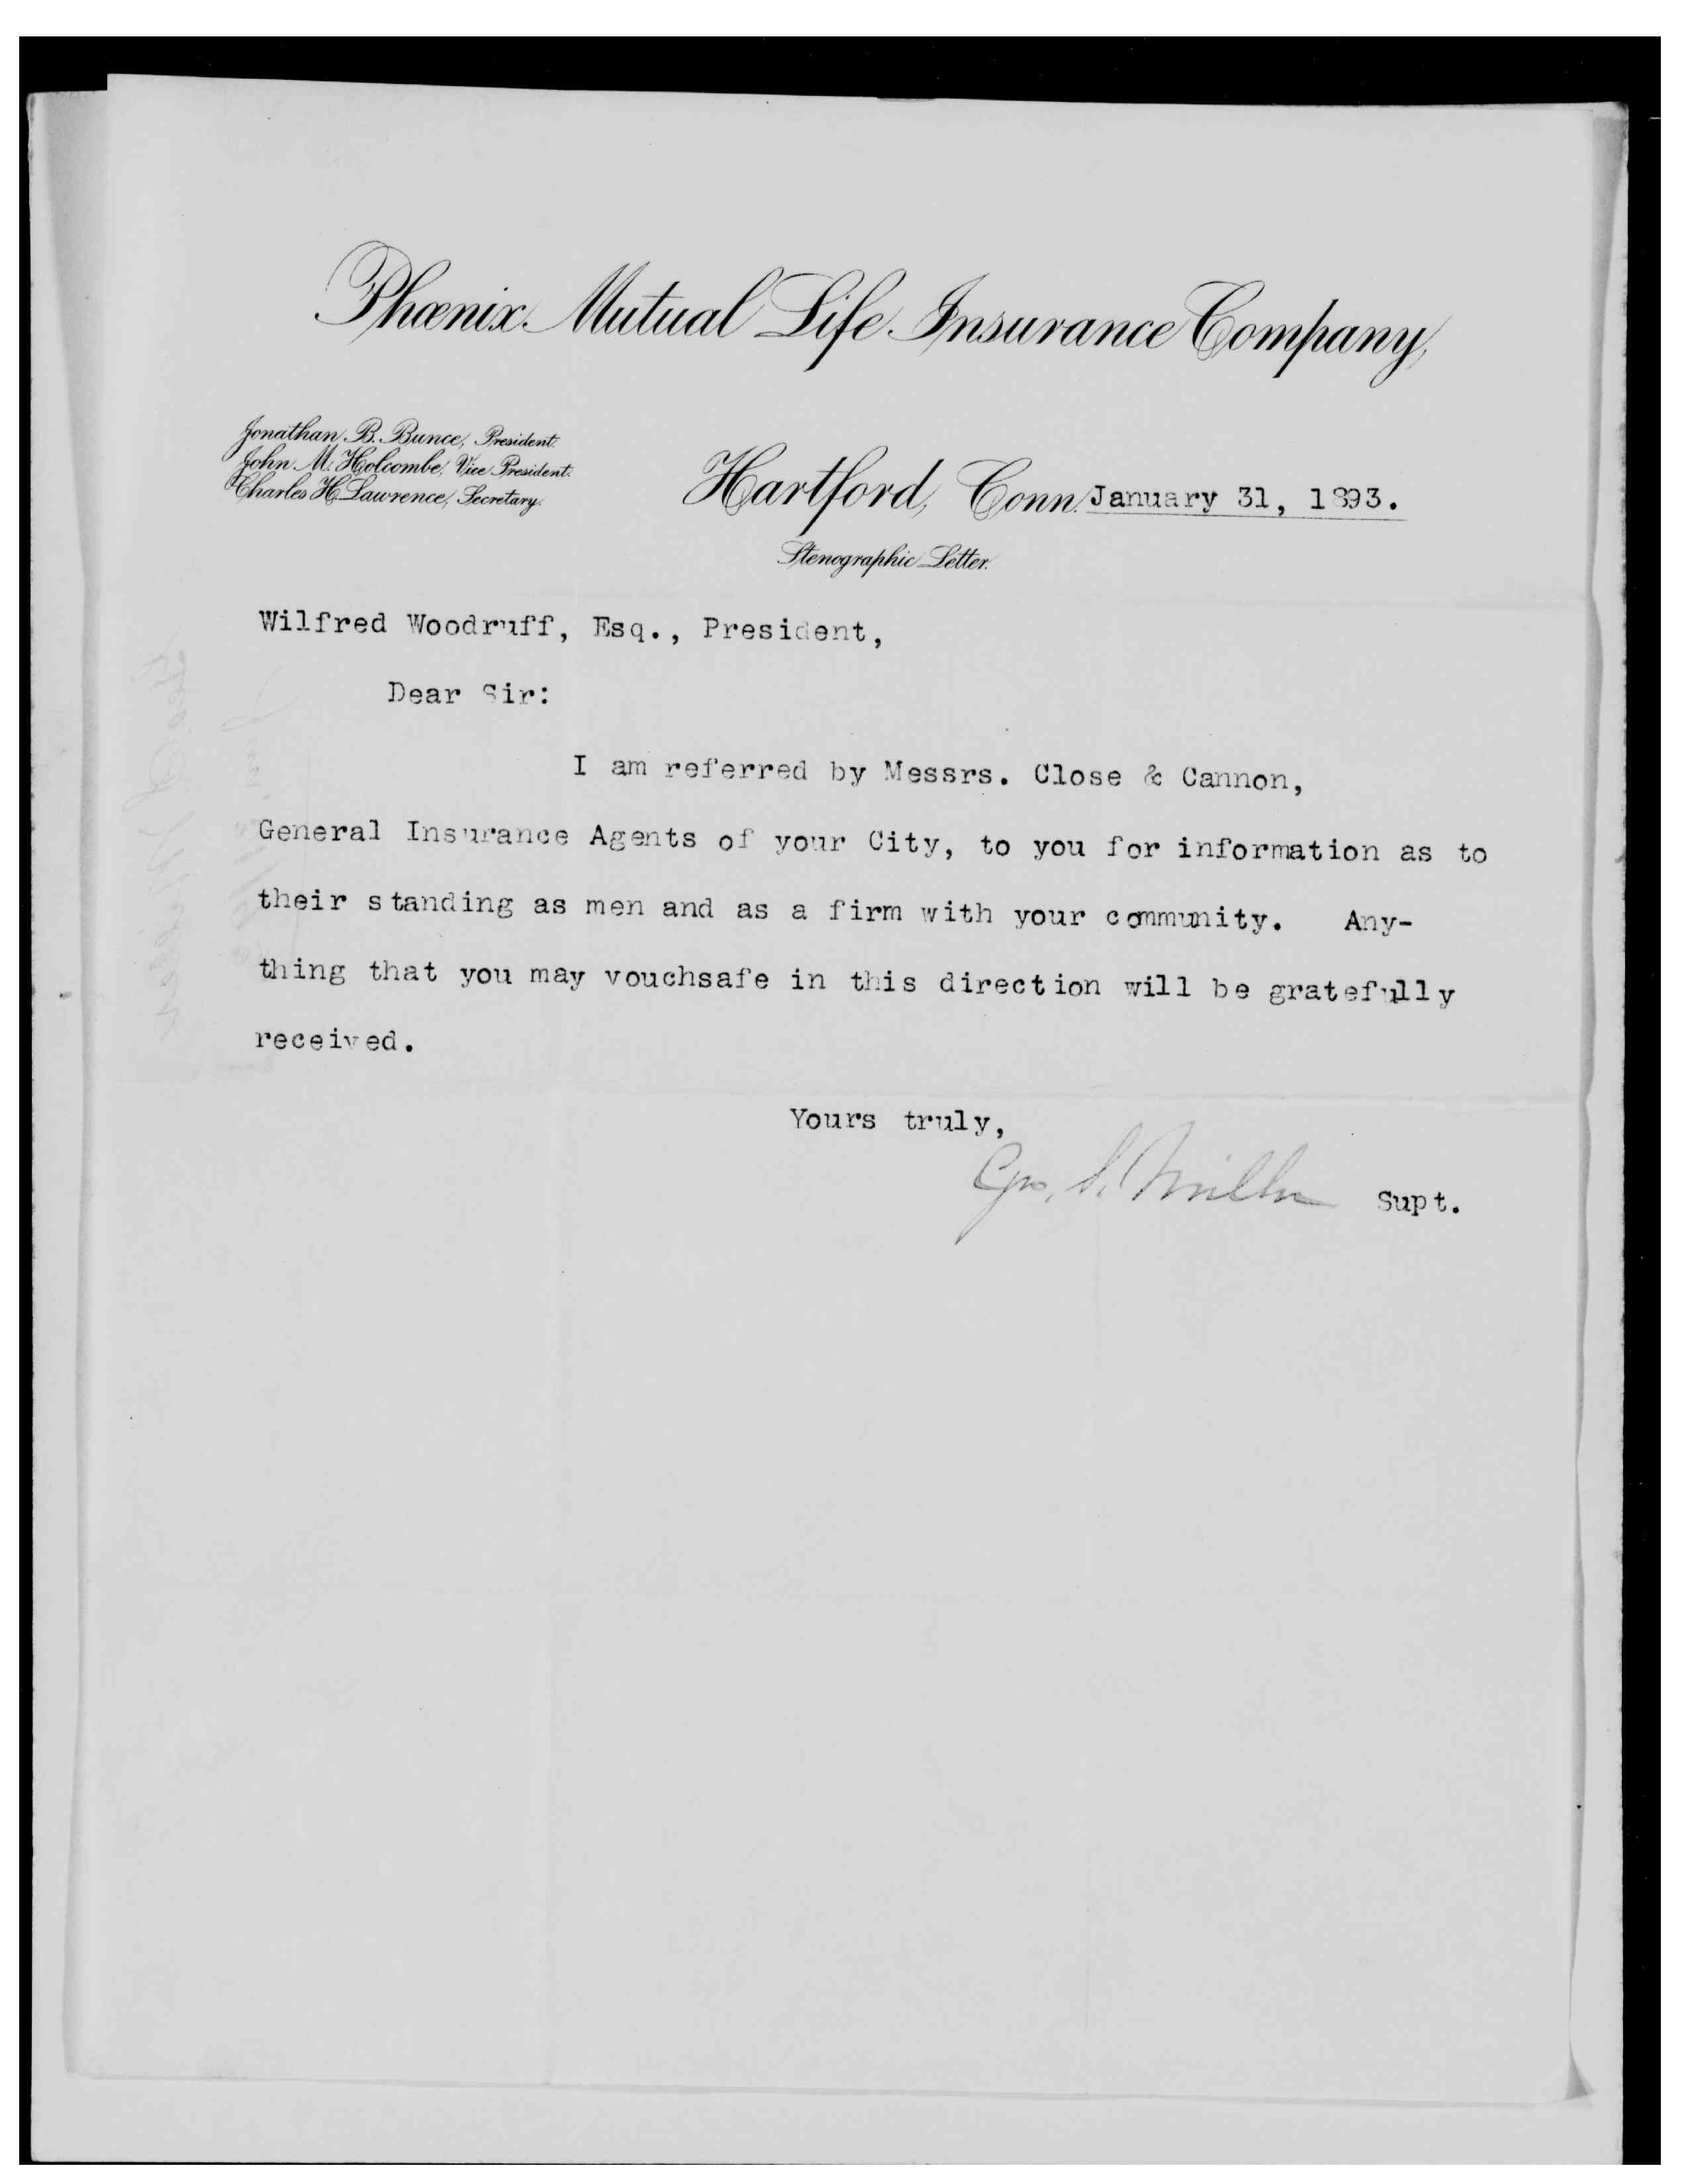 Phœnix Mutual Life Insurance Company,
Jonathan B. Bunce, President.
John M. Holcombe, Vice President.
Charles H. Lawrence, Secretary.
Hartford, Conn. January 31, 1893.
Stenographic Letter.
Wilfred Woodruff, Esq., President,
Dear Sir:
I am referred by Messrs. Close & Cannon,
General Insurance Agents of your City, to you for information as to
their standing as men and as a firm with your community. Any-
thing that you may vouchsafe in this direction will be gratefully
received.
Yours truly,
Geo. S. Miller Supt.